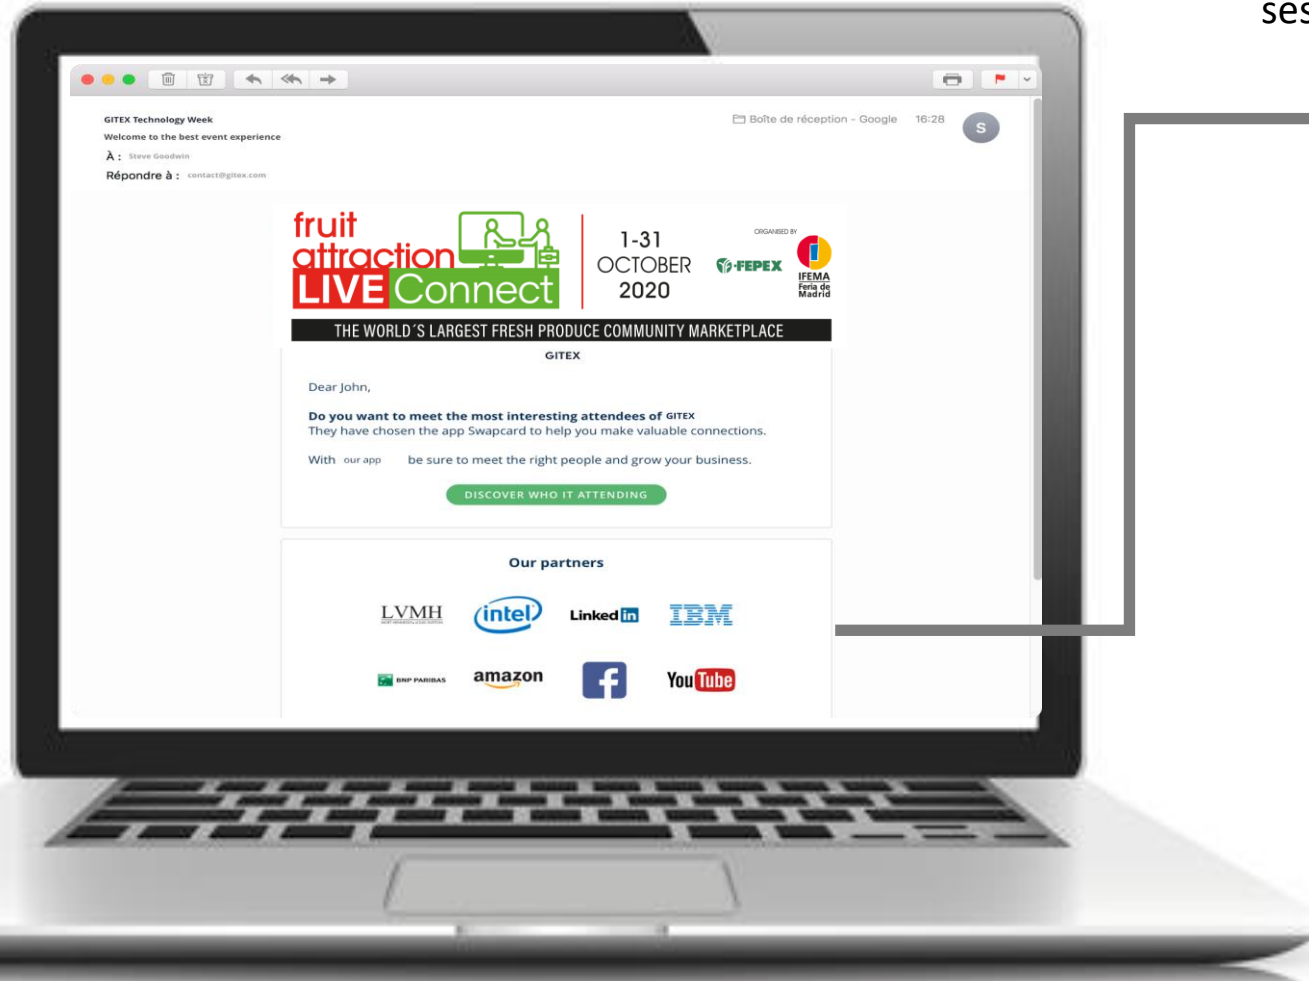 ses
GITEX Technology Week
Welcome to the best event experience
À : Steve Goodwin
Répondre à : contact@gitex.com
Boîte de réception - Google 16:28
S
fruit
attraction
LIVE Connect
1-31
OCTOBER
2020
ORGANISED BY
FEPEX
IFEMA
Feria de
Madrid
THE WORLD´S LARGEST FRESH PRODUCE COMMUNITY MARKETPLACE
GITEX
Dear John,
Do you want to meet the most interesting attendees of GITEX
They have chosen the app Swapcard to help you make valuable connections.
With our app be sure to meet the right people and grow your business.
DISCOVER WHO IT ATTENDING
Our partners
LVMH
intel
Linked in
IBM
BNP PARIBAS
amazon
f
YouTube